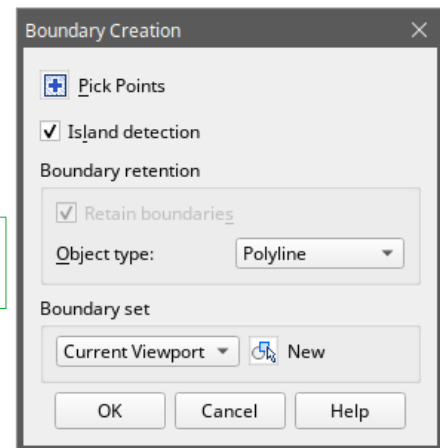 Boundary Creation
Pick Points
Island detection
Boundary retention
Retain boundaries
Object type: Polyline
Boundary set
Current Viewport New
OK Cancel Help